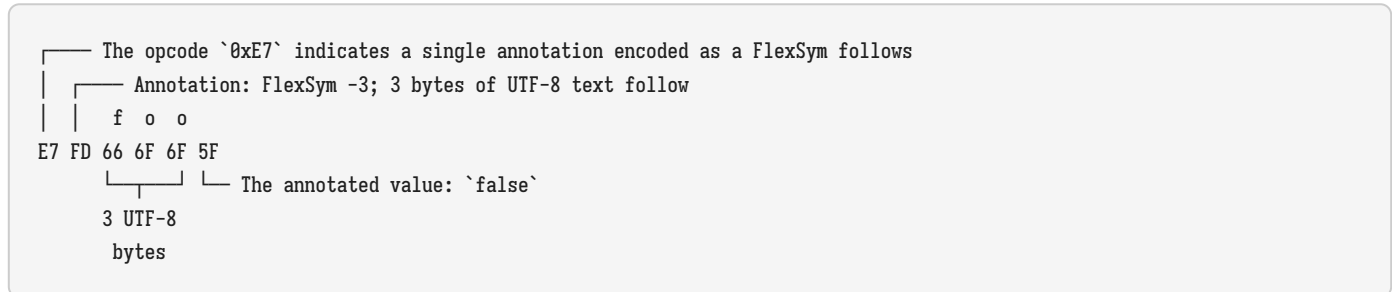 ┌──── The opcode `0xE7` indicates a single annotation encoded as a FlexSym follows
│  ┌──── Annotation: FlexSym -3; 3 bytes of UTF-8 text follow
│  │   f  o  o
E7 FD 66 6F 6F 5F
      └──┬───┘ └── The annotated value: `false`
      3 UTF-8
       bytes